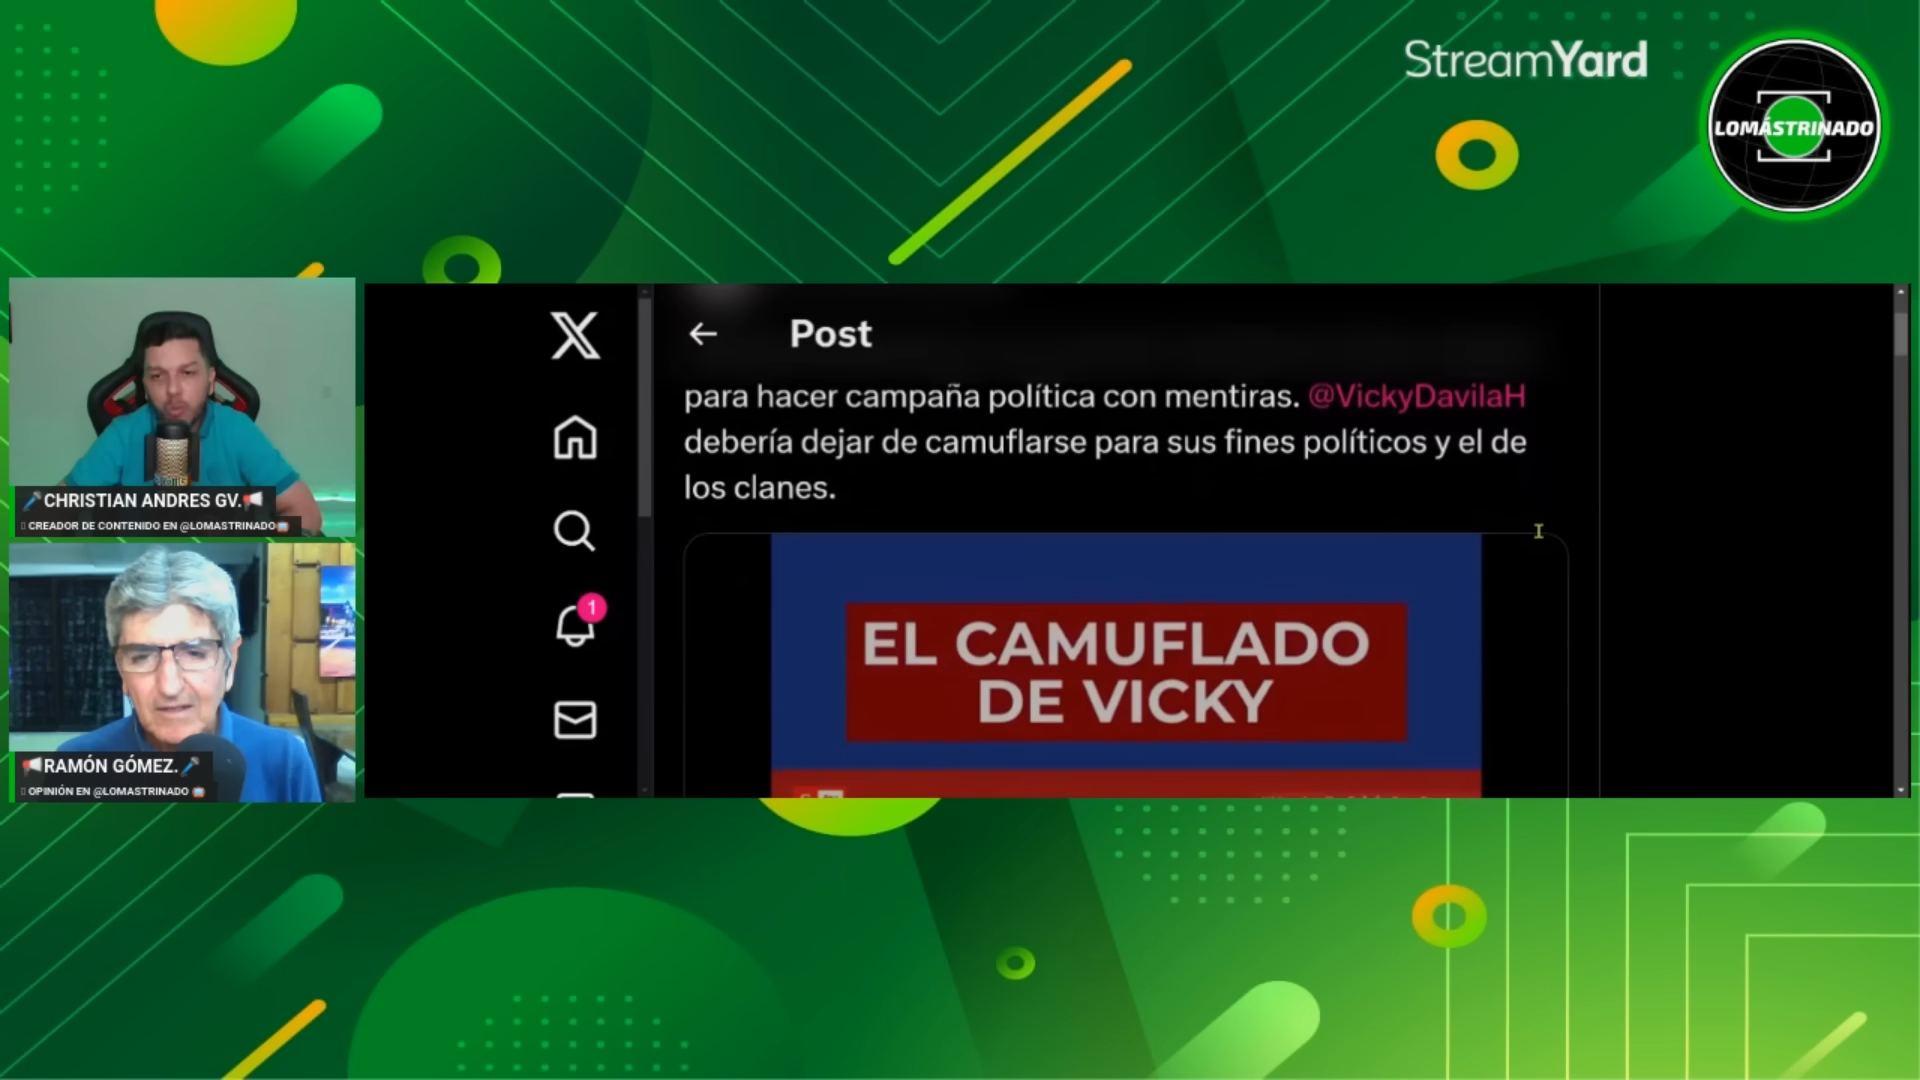 StreamYard
LOMÁSTRINADO
Post
para hacer campaña política con mentiras. @VickyDavilaH
debería dejar de camuflarse para sus fines políticos y el de
los clanes.
1
EL CAMUFLADO
DE VICKY
CHRISTIAN ANDRES GV.
CREADOR DE CONTENIDO EN @LOMASTRINADO
RAMÓN GÓMEZ.
OPINIÓN EN @LOMASTRINADO